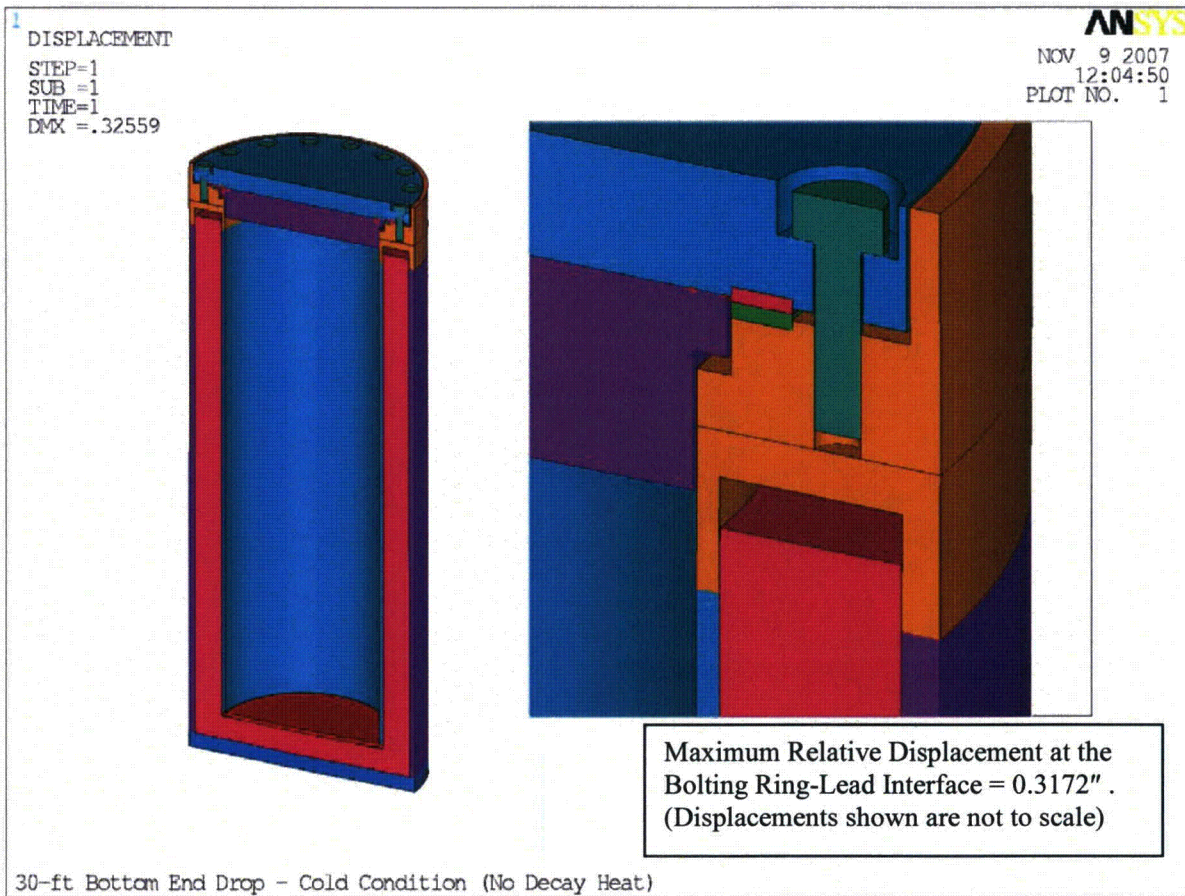 1
DISPLACEMENT
STEP=1
SUB =1
TIME=1
DMX =.32559
ANSYS
NOV 9 2007
12:04:50
PLOT NO. 1
Maximum Relative Displacement at the
Bolting Ring-Lead Interface = 0.3172″ .
(Displacements shown are not to scale)
30-ft Bottom End Drop - Cold Condition (No Decay Heat)